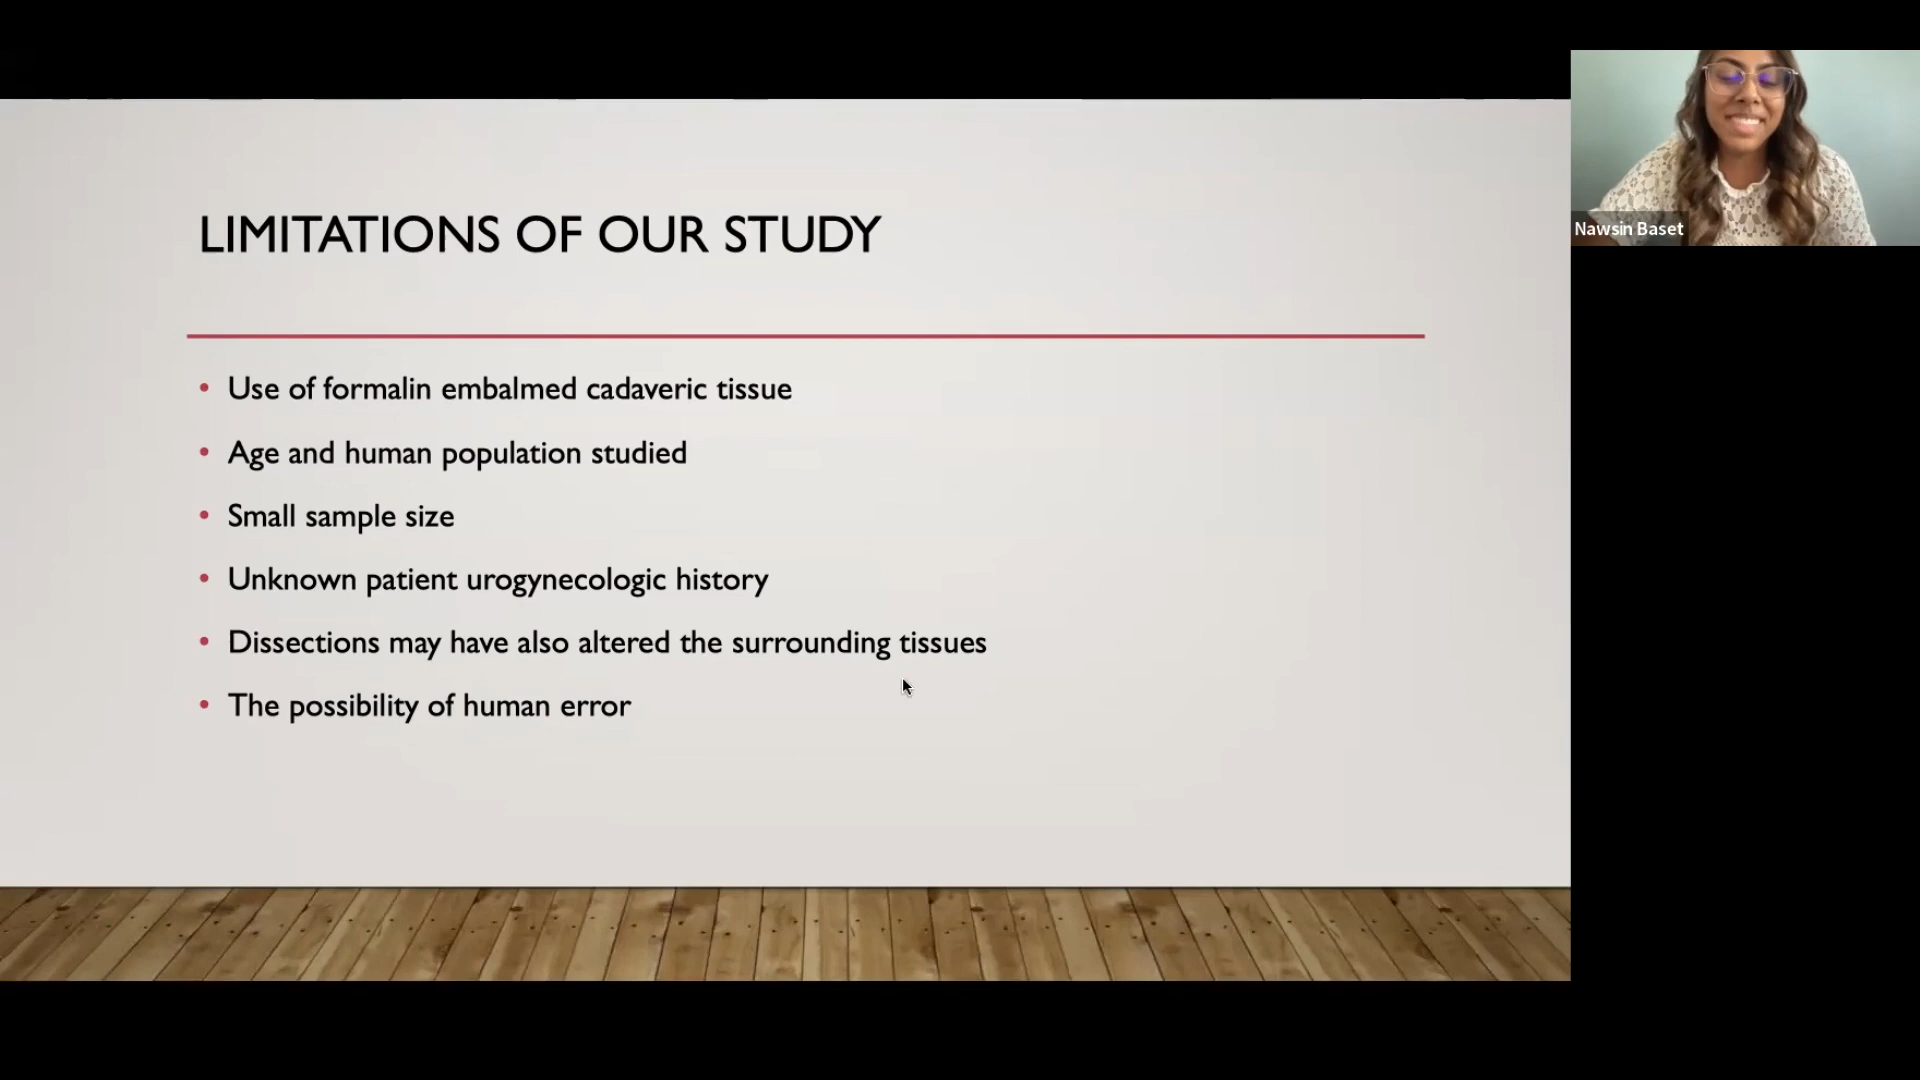 LIMITATIONS OF OUR STUDY
• Use of formalin embalmed cadaveric tissue
• Age and human population studied
• Small sample size
• Unknown patient urogynecologic history
• Dissections may have also altered the surrounding tissues
• The possibility of human error
Nawsin Baset